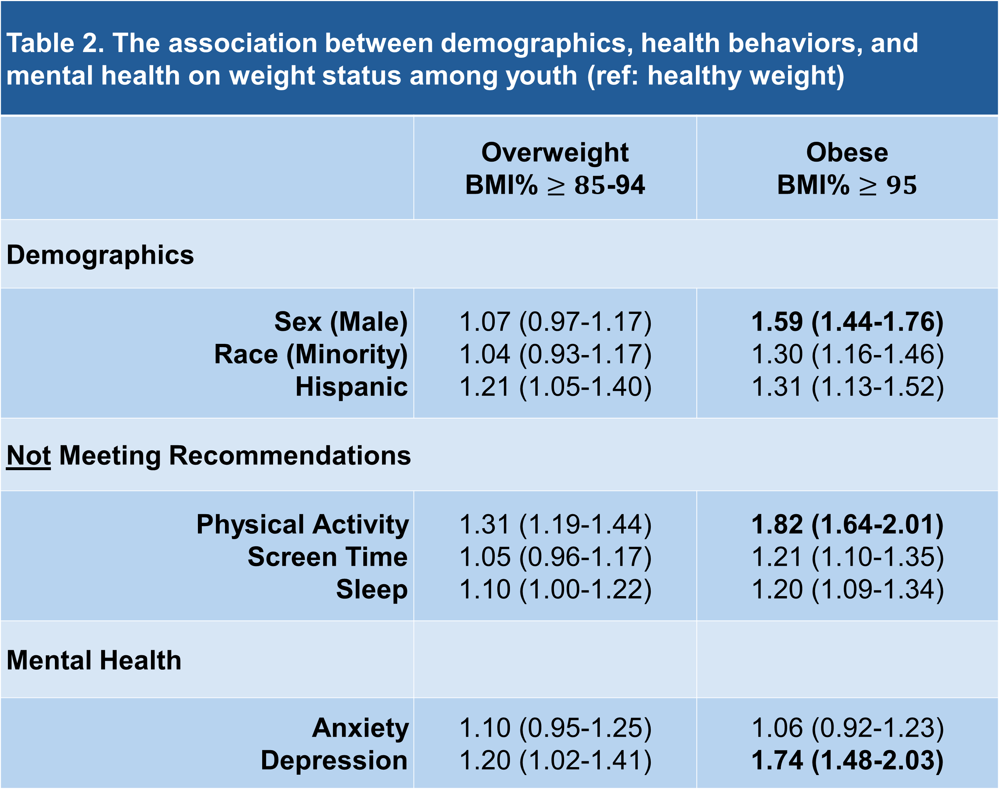 Table 2. The association between demographics, health behaviors, and
mental health on weight status among youth (ref: healthy weight)
Overweight
BMI% ≥ 85-94
Obese
BMI% ≥ 95
Demographics
Sex (Male) 1.07 (0.97-1.17) 1.59 (1.44-1.76)
Race (Minority) 1.04 (0.93-1.17) 1.30 (1.16-1.46)
Hispanic 1.21 (1.05-1.40) 1.31 (1.13-1.52)
Not Meeting Recommendations
Physical Activity 1.31 (1.19-1.44) 1.82 (1.64-2.01)
Screen Time 1.05 (0.96-1.17) 1.21 (1.10-1.35)
Sleep 1.10 (1.00-1.22) 1.20 (1.09-1.34)
Mental Health
Anxiety 1.10 (0.95-1.25) 1.06 (0.92-1.23)
Depression 1.20 (1.02-1.41) 1.74 (1.48-2.03)